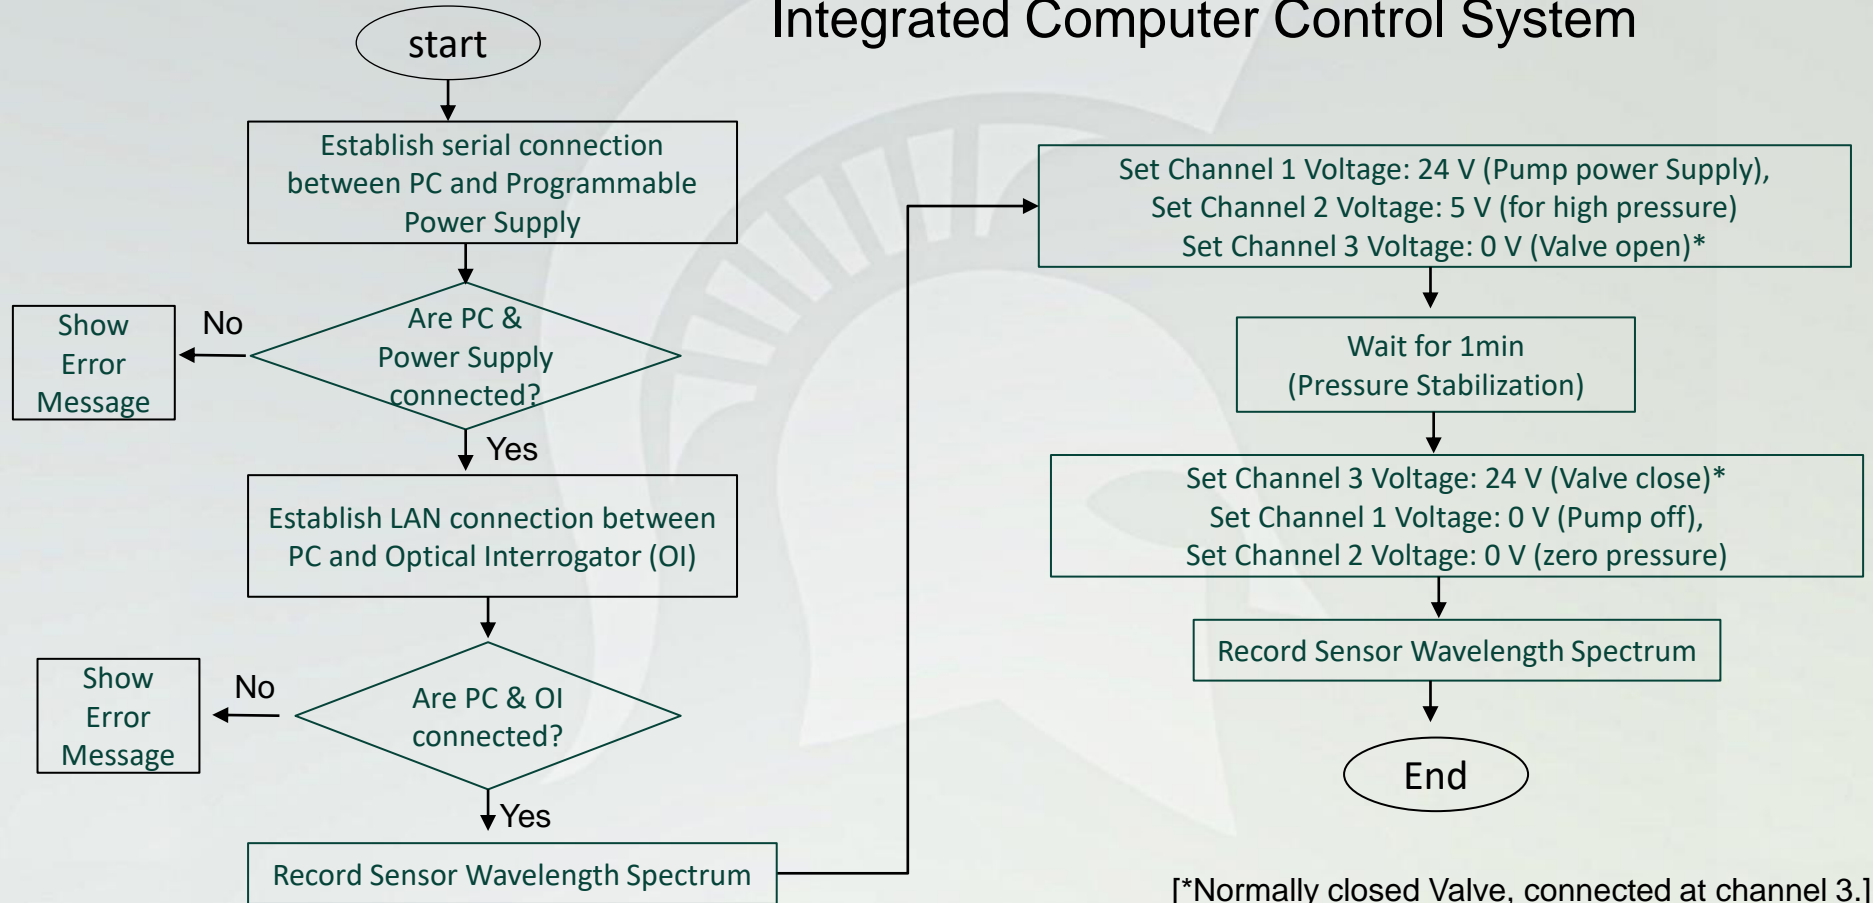 Integrated Computer Control System
start
Establish serial connection
between PC and Programmable
Power Supply
Are PC &
Power Supply
connected?
No
Show
Error
Message
Yes
Establish LAN connection between
PC and Optical Interrogator (OI)
Are PC & OI
connected?
No
Show
Error
Message
Yes
Record Sensor Wavelength Spectrum
Set Channel 1 Voltage: 24 V (Pump power Supply),
Set Channel 2 Voltage: 5 V (for high pressure)
Set Channel 3 Voltage: 0 V (Valve open)*
Wait for 1min
(Pressure Stabilization)
Set Channel 3 Voltage: 24 V (Valve close)*
Set Channel 1 Voltage: 0 V (Pump off),
Set Channel 2 Voltage: 0 V (zero pressure)
Record Sensor Wavelength Spectrum
End
[*Normally closed Valve, connected at channel 3.]